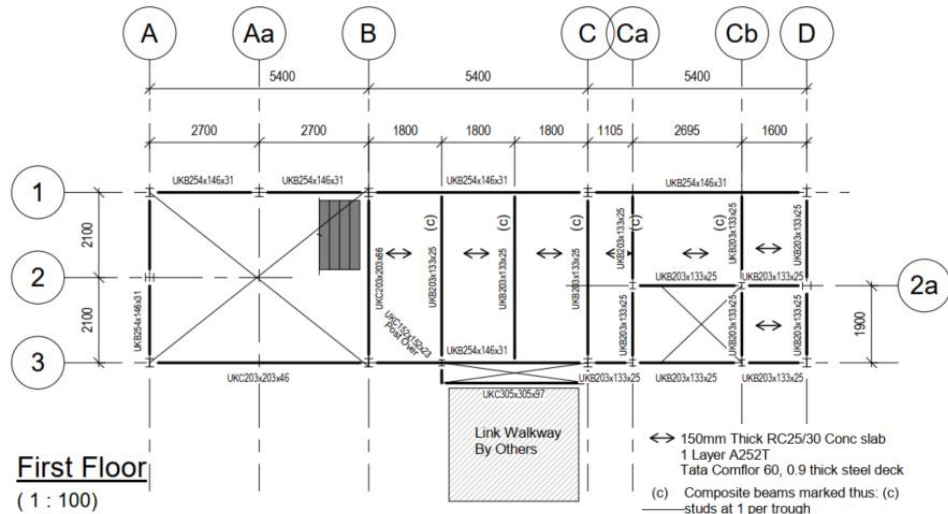 A Aa B C Ca Cb D
5400 5400 5400
2700 2700 1800 1800 1800 1105 2695 1600
UKB254x146x31 UKB254x146x31 UKB254x146x31 UKB254x146x31
1
2100
2
2100
3
UKB254x146x31
UKC203x203x86
UKB203x133x25
(c)
UKB203x133x25
(c)
UKB203x133x25
(c)
UKB203x133x25
(c)
UKB203x133x25
(c)
UKB203x133x25
UKB203x133x25 UKB203x133x25
2a
1900
UKB203x133x25
UKB203x133x25
UKB203x133x25
UKC152x152x23
Post Over
UKB254x146x31
UKC203x203x46
UKB203x133x25 UKB203x133x25 UKB203x133x25
UKC305x305x97
Link Walkway
By Others
150mm Thick RC25/30 Conc slab
1 Layer A252T
Tata Comflor 60, 0.9 thick steel deck
(c) Composite beams marked thus: (c)
studs at 1 per trough
First Floor
( 1 : 100)